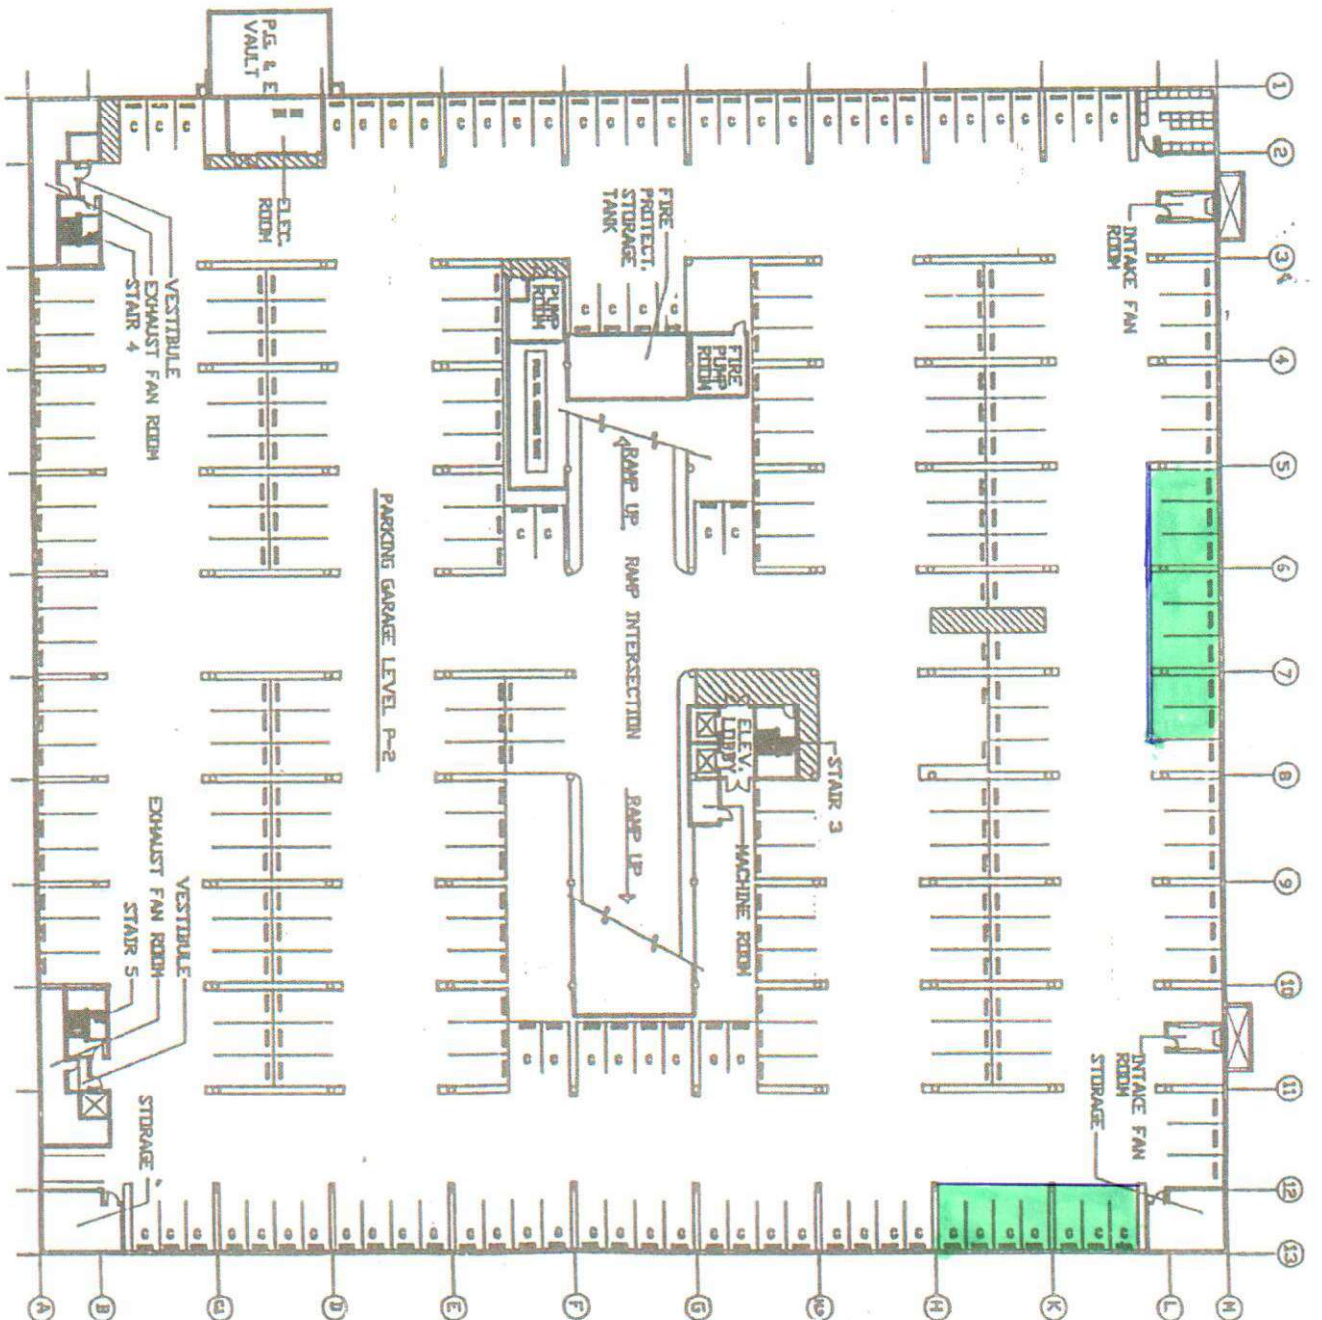 P.G. & E
VAULT
ELEC.
ROOM
FIRE
PROTECT.
STORAGE
TANK
INTAKE FAN
ROOM
VESTIBULE
EXHAUST FAN ROOM
STAIR 4
PUMP
ROOM
FIRE
PUMP
ROOM
RAMP UP
RAMP INTERSECTION
RAMP UP
PARKING GARAGE LEVEL P-2
ELEV.
LOBBY
STAIR 3
MACHINE ROOM
VESTIBULE
EXHAUST FAN ROOM
STAIR 5
STORAGE
INTAKE FAN
ROOM
STORAGE
1
2
3
4
5
6
7
8
9
10
11
12
13
A
B
D
E
F
G
H
K
L
M